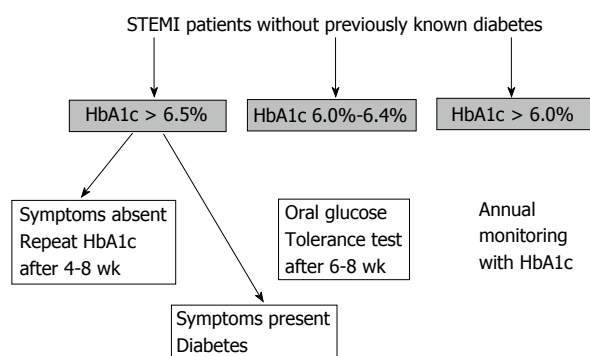 STEMI patients without previously known diabetes
HbA1c > 6.5%
HbA1c 6.0%-6.4%
HbA1c > 6.0%
Symptoms absent
Repeat HbA1c
after 4-8 wk
Oral glucose
Tolerance test
after 6-8 wk
Annual
monitoring
with HbA1c
Symptoms present
Diabetes